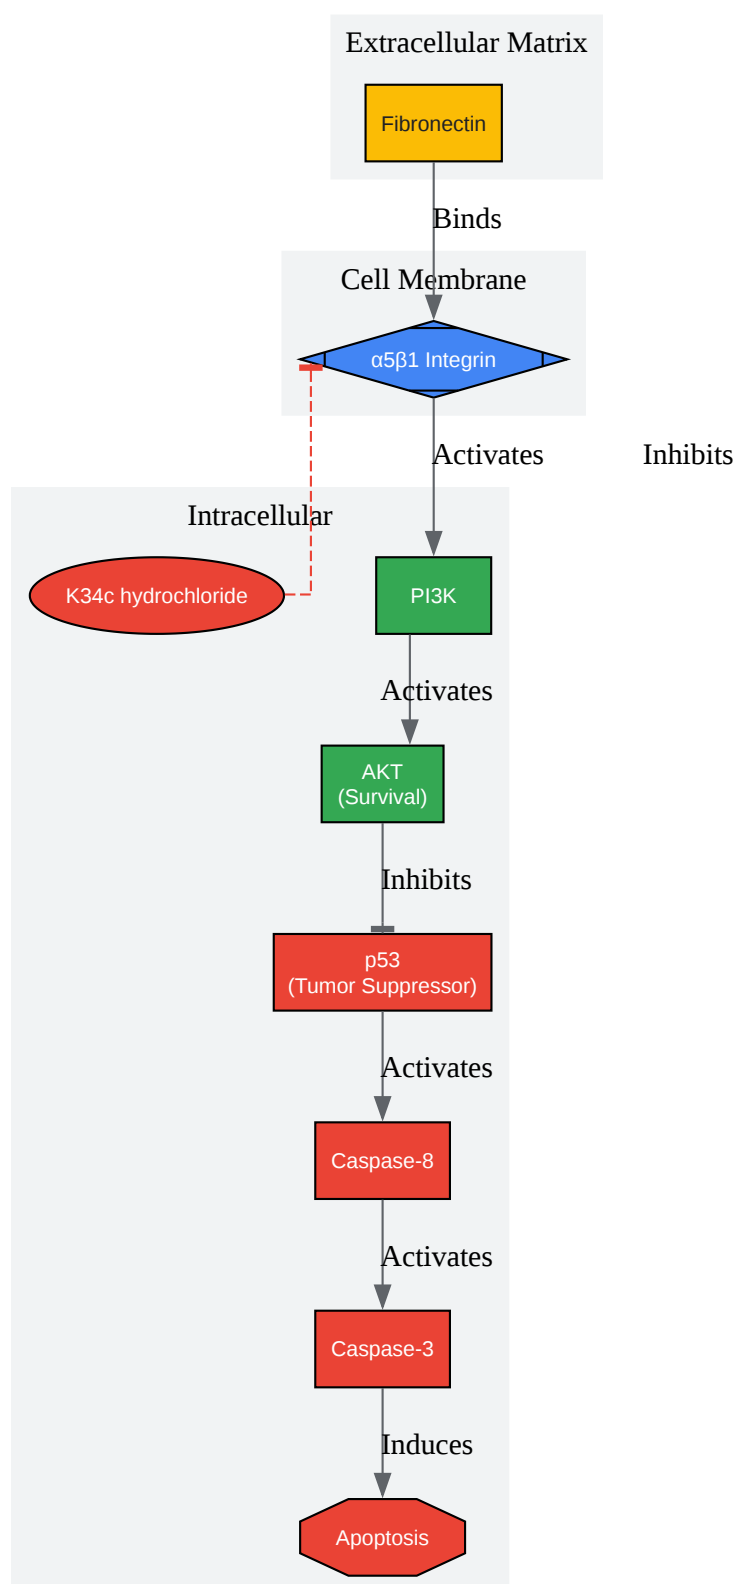 Extracellular Matrix
Fibronectin
Binds
Cell Membrane
α5β1 Integrin
Activates
Inhibits
Intracellular
K34c hydrochloride
PI3K
Activates
AKT
(Survival)
Inhibits
p53
(Tumor Suppressor)
Activates
Caspase-8
Activates
Caspase-3
Induces
Apoptosis